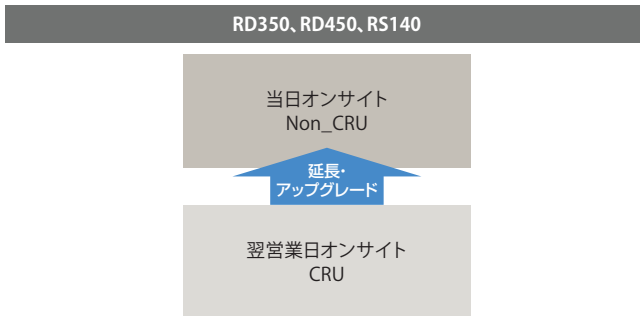 RD350、RD450、RS140
当日オンサイト
Non_CRU
延長・
アップグレード
翌営業日オンサイト
CRU